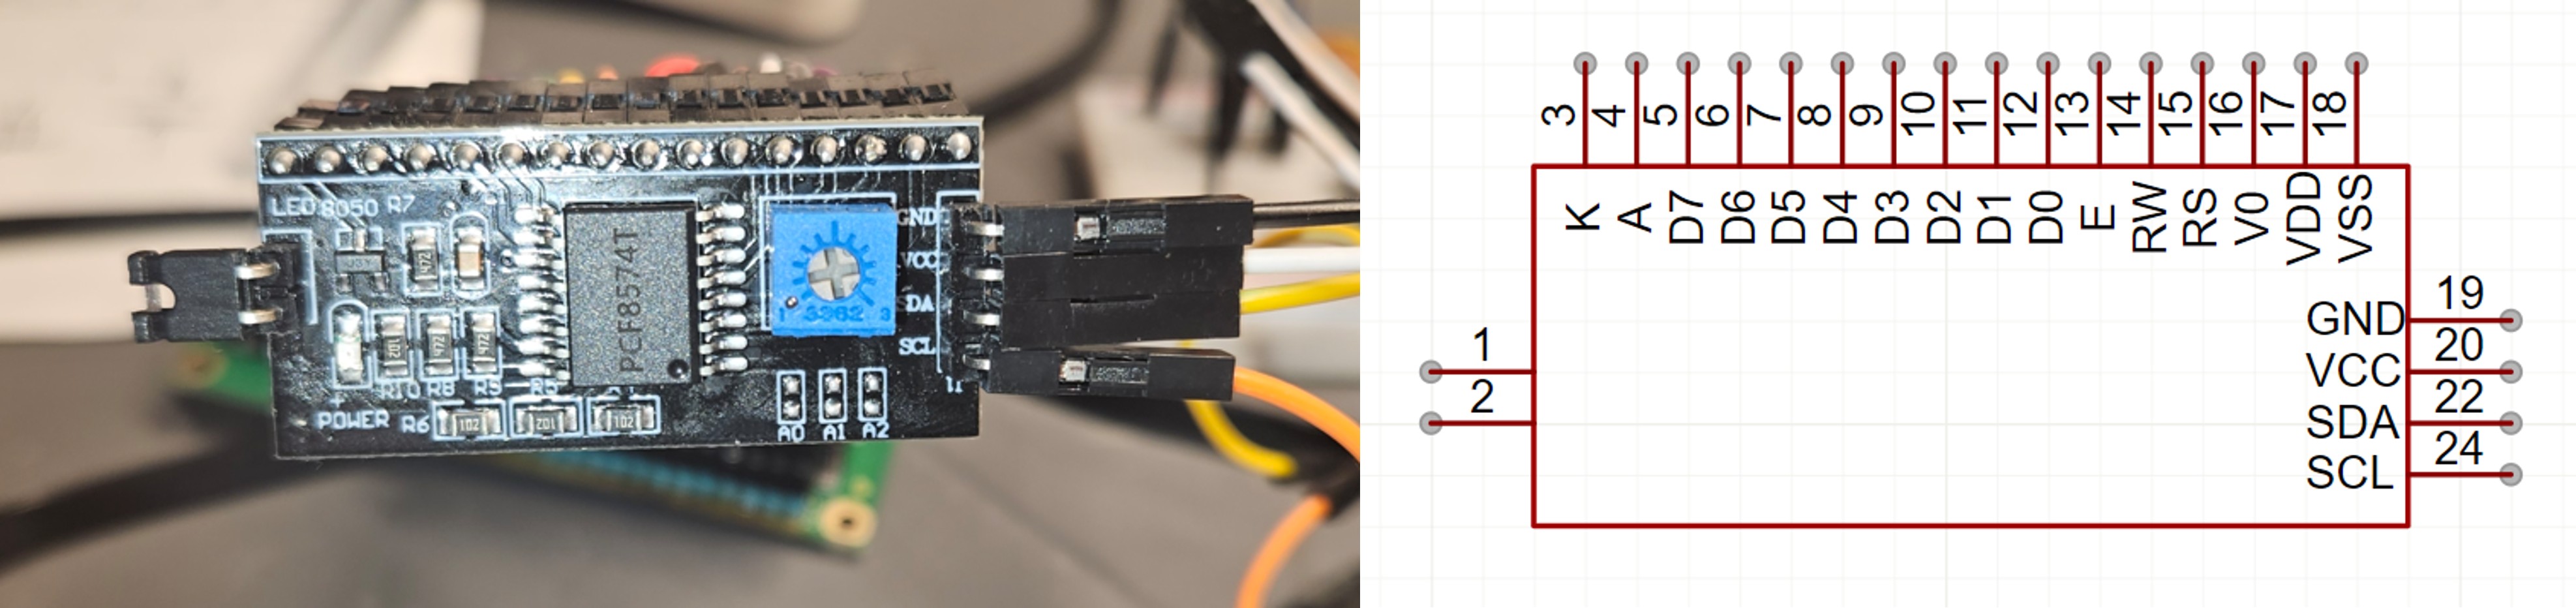 LED 8050 R7
GND
VCC
SDA
SCL
PCF8574T
1 3362 3
472
201 472 472
R10 R8 R9 R5
POWER R6 102 201 102
A0 A1 A2
3 4 5 6 7 8 9 10 11 12 13 14 15 16 17 18
K A D7 D6 D5 D4 D3 D2 D1 D0 E RW RS V0 VDD VSS
1
2
GND 19
VCC 20
SDA 22
SCL 24